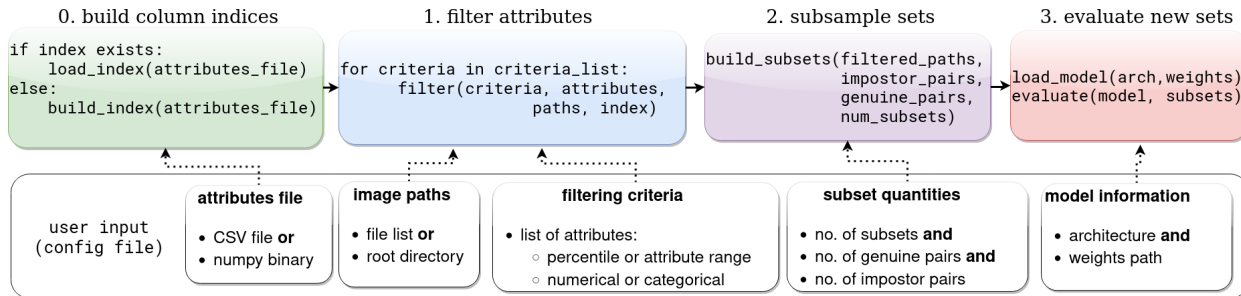 0. build column indices
if index exists:
load_index(attributes_file)
else:
build_index(attributes_file)
1. filter attributes
for criteria in criteria_list:
filter(criteria, attributes,
paths, index)
2. subsample sets
build_subsets(filtered_paths,
impostor_pairs,
genuine_pairs,
num_subsets)
3. evaluate new sets
load_model(arch,weights)
evaluate(model, subsets)
user input
(config file)
attributes file
• CSV file or
• numpy binary
image paths
• file list or
• root directory
filtering criteria
• list of attributes:
○ percentile or attribute range
○ numerical or categorical
subset quantities
• no. of subsets and
• no. of genuine pairs and
• no. of impostor pairs
model information
• architecture and
• weights path